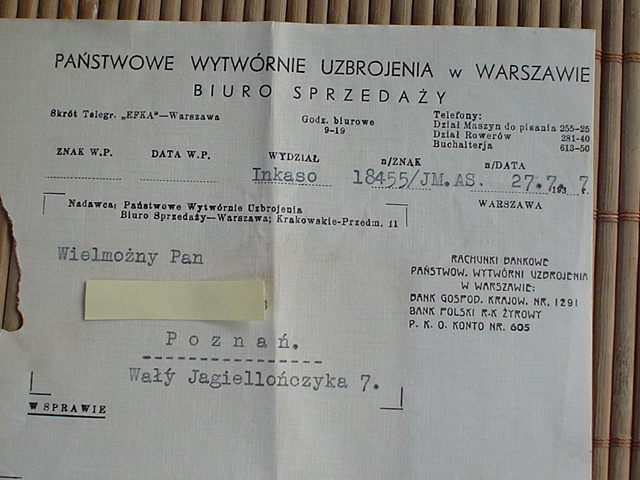 PAŃSTWOWE WYTWÓRNIE UZBROJENIA w WARSZAWIE
BIURO SPRZEDAŻY
Skrót Telegr. „EFKA"—Warszawa
Godz. biurowe
9-19
Telefony:
Dział Maszyn do pisania 255-25
Dział Rowerów 281-40
Buchalterja 613-50
ZNAK W.P. DATA W.P. WYDZIAŁ n/ZNAK n/DATA
Inkaso 18455/JM.AS. 27.7.193 7 r.
WARSZAWA
Nadawca: Państwowe Wytwórnie Uzbrojenia
Biuro Sprzedaży—Warszawa; Krakowskie-Przedm. 11
Wielmożny Pan
Poznań.
Wały Jagiellończyka 7.
RACHUNKI BANKOWE
PAŃSTWOW. WYTWÓRNI UZBROJENIA
W WARSZAWIE:
BANK GOSPOD. KRAJOW. NR. 1291
BANK POLSKI R-K ŻYROWY
P. K. O. KONTO NR. 605
W SPRAWIE